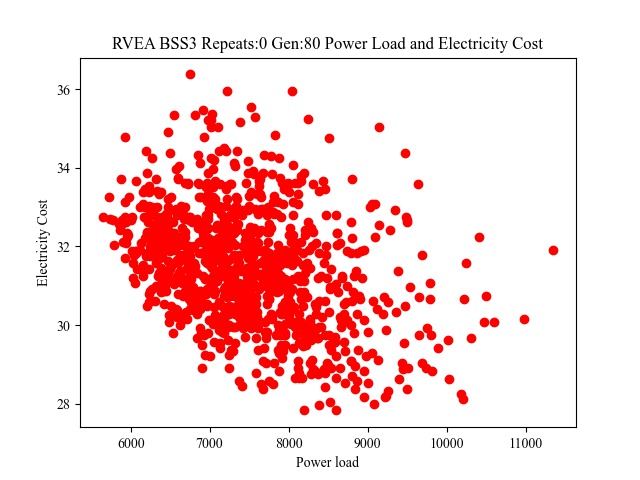 RVEA BSS3 Repeats:0 Gen:80 Power Load and Electricity Cost
Electricity Cost
36
34
32
30
28
6000 7000 8000 9000 10000 11000
Power load